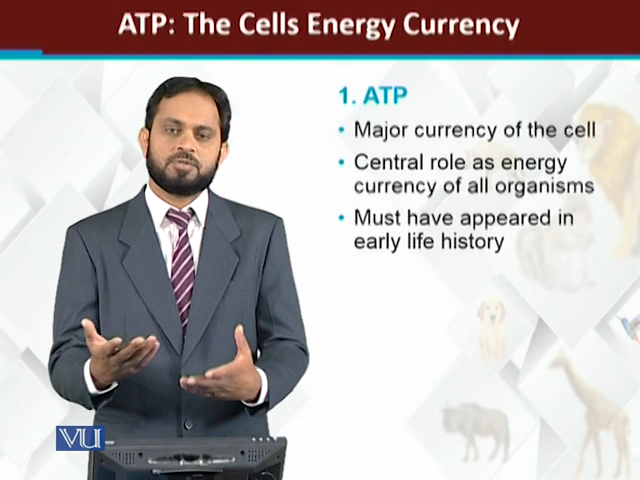 ATP: The Cells Energy Currency
1. ATP
• Major currency of the cell
• Central role as energy
currency of all organisms
• Must have appeared in
early life history
VU